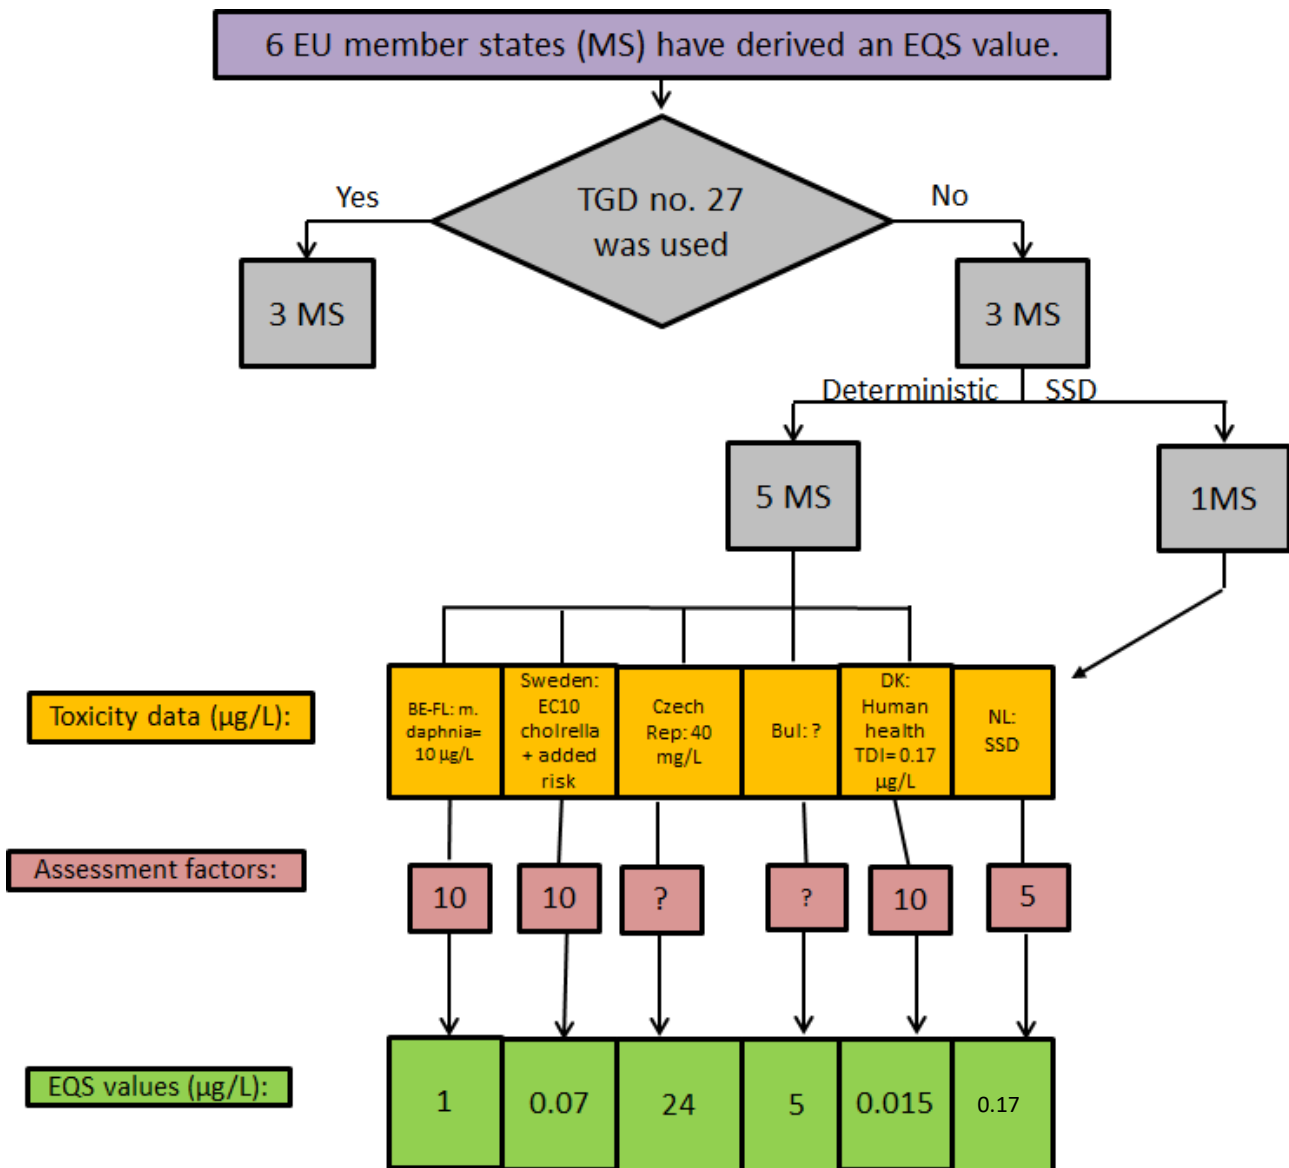 6 EU member states (MS) have derived an EQS value.
Yes
TGD no. 27
was used
No
3 MS
3 MS
Deterministic
SSD
5 MS
1MS
Toxicity data (µg/L):
BE-FL: m.
daphnia=
10 µg/L
Sweden:
EC10
cholrella
+ added
risk
Czech
Rep: 40
mg/L
Bul: ?
DK:
Human
health
TDI= 0.17
µg/L
NL:
SSD
Assessment factors:
10
10
?
?
10
5
EQS values (µg/L):
1
0.07
24
5
0.015
0.17